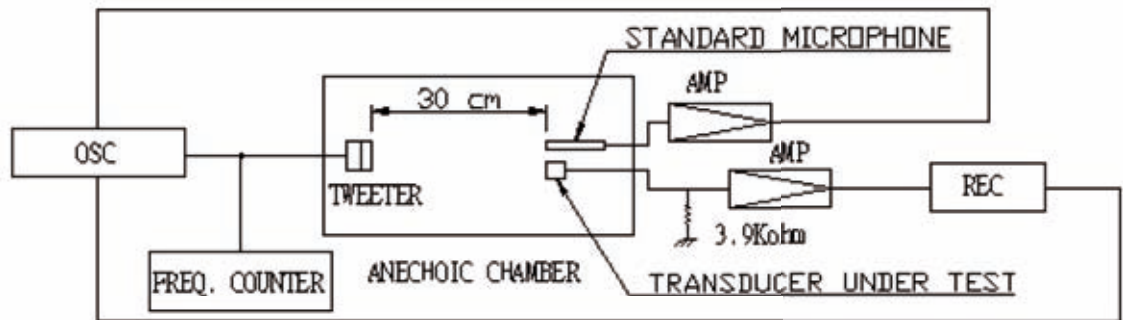 STANDARD MICROPHONE
AMP
30 cm
OSC
AMP
TWEETER
REC
3.9Kohm
FREQ. COUNTER
ANECHOIC CHAMBER
TRANSDUCER UNDER TEST